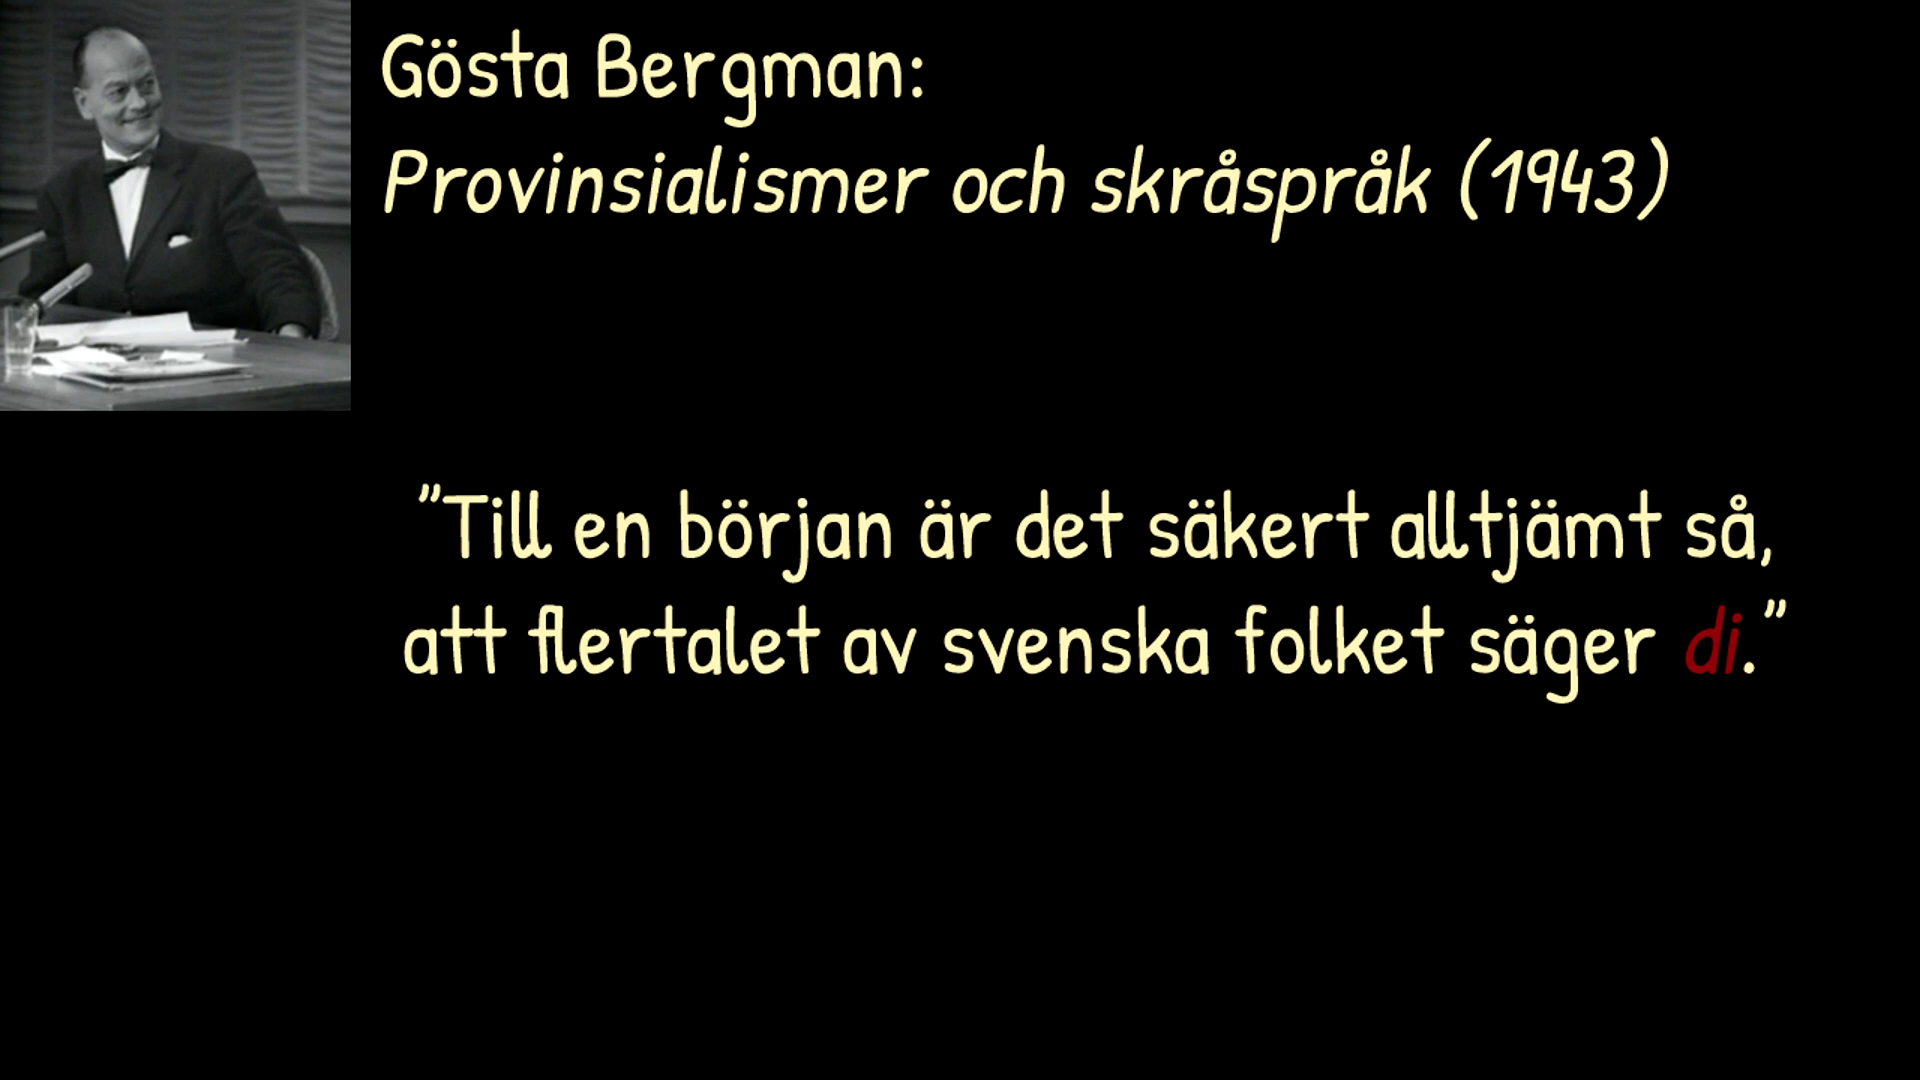 Gösta Bergman:
Provinsialismer och skråspråk (1943)
”Till en början är det säkert alltjämt så,
att flertalet av svenska folket säger di.”